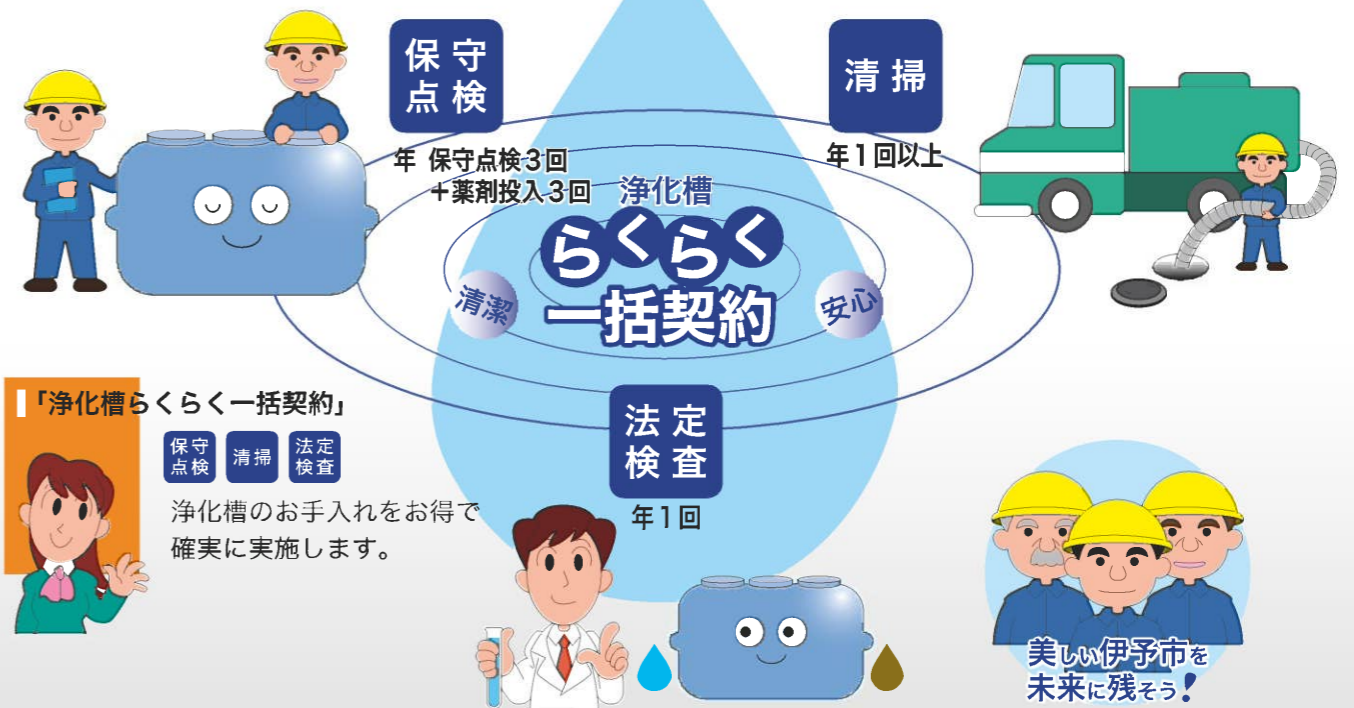 保守
点検
年 保守点検3回
+薬剤投入3回
清掃
年1回以上
浄化槽
らくらく
一括契約
清潔
安心
法定
検査
年1回
「浄化槽らくらく一括契約」
保守
点検
清掃
法定
検査
浄化槽のお手入れをお得で
確実に実施します。
美しい伊予市を
未来に残そう!